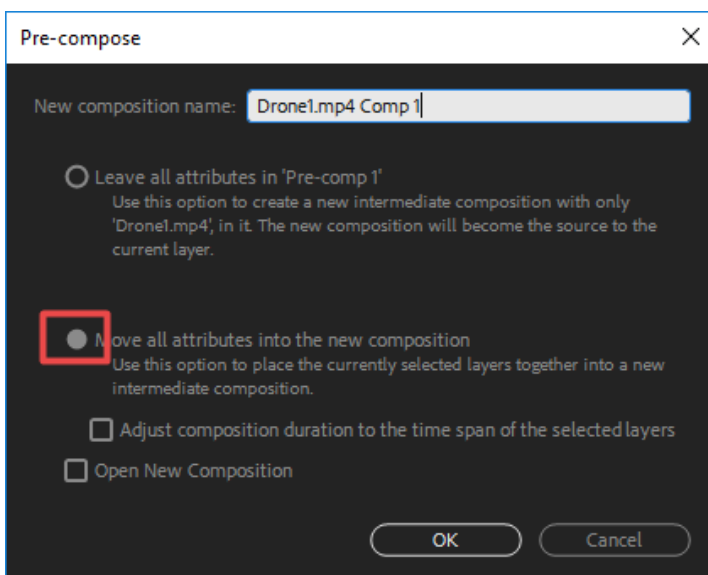 Pre-compose
New composition name: Drone1.mp4 Comp 1
Leave all attributes in 'Pre-comp 1'
Use this option to create a new intermediate composition with only
'Drone1.mp4', in it. The new composition will become the source to the
current layer.
Move all attributes into the new composition
Use this option to place the currently selected layers together into a new
intermediate composition.
Adjust composition duration to the time span of the selected layers
Open New Composition
OK Cancel